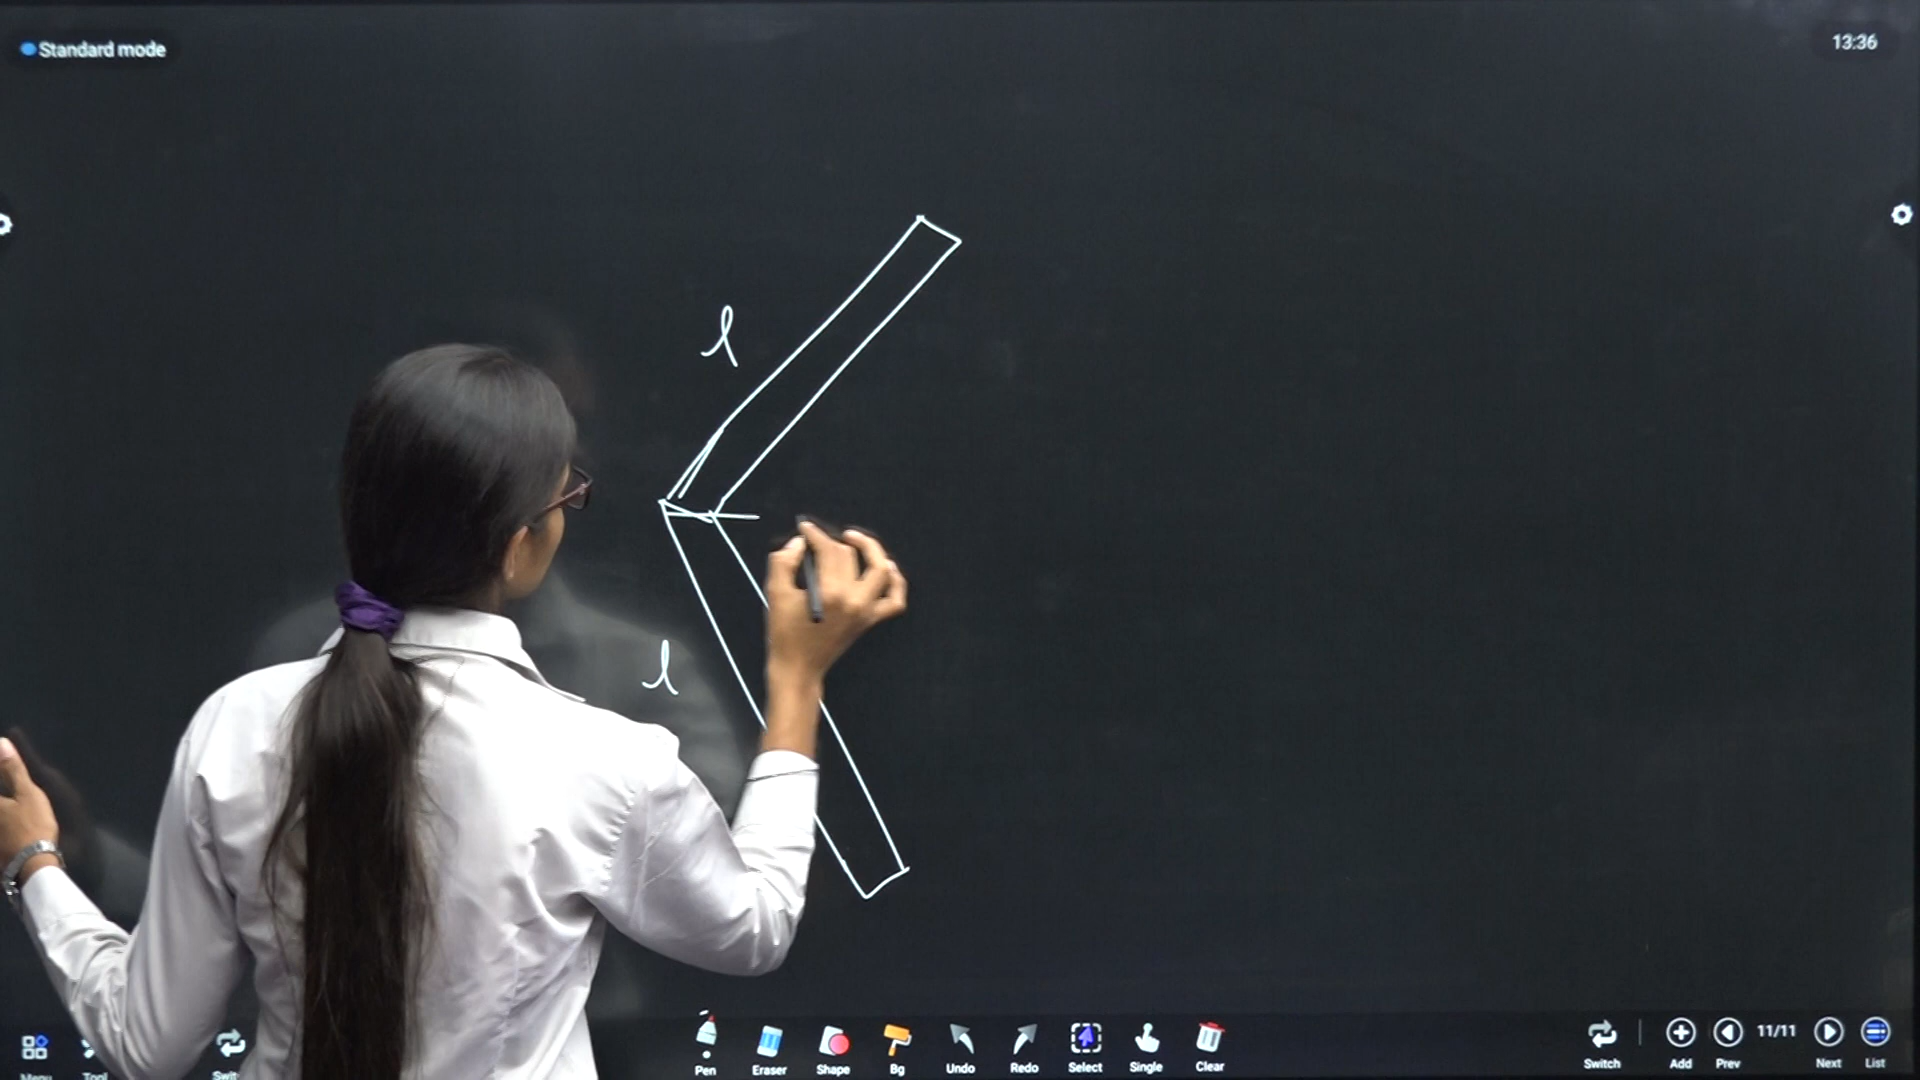 Standard mode
13:36
l
l
Pen Eraser Shape Bg Undo Redo Select Single Clear Switch Add Prev 11/11 Next List